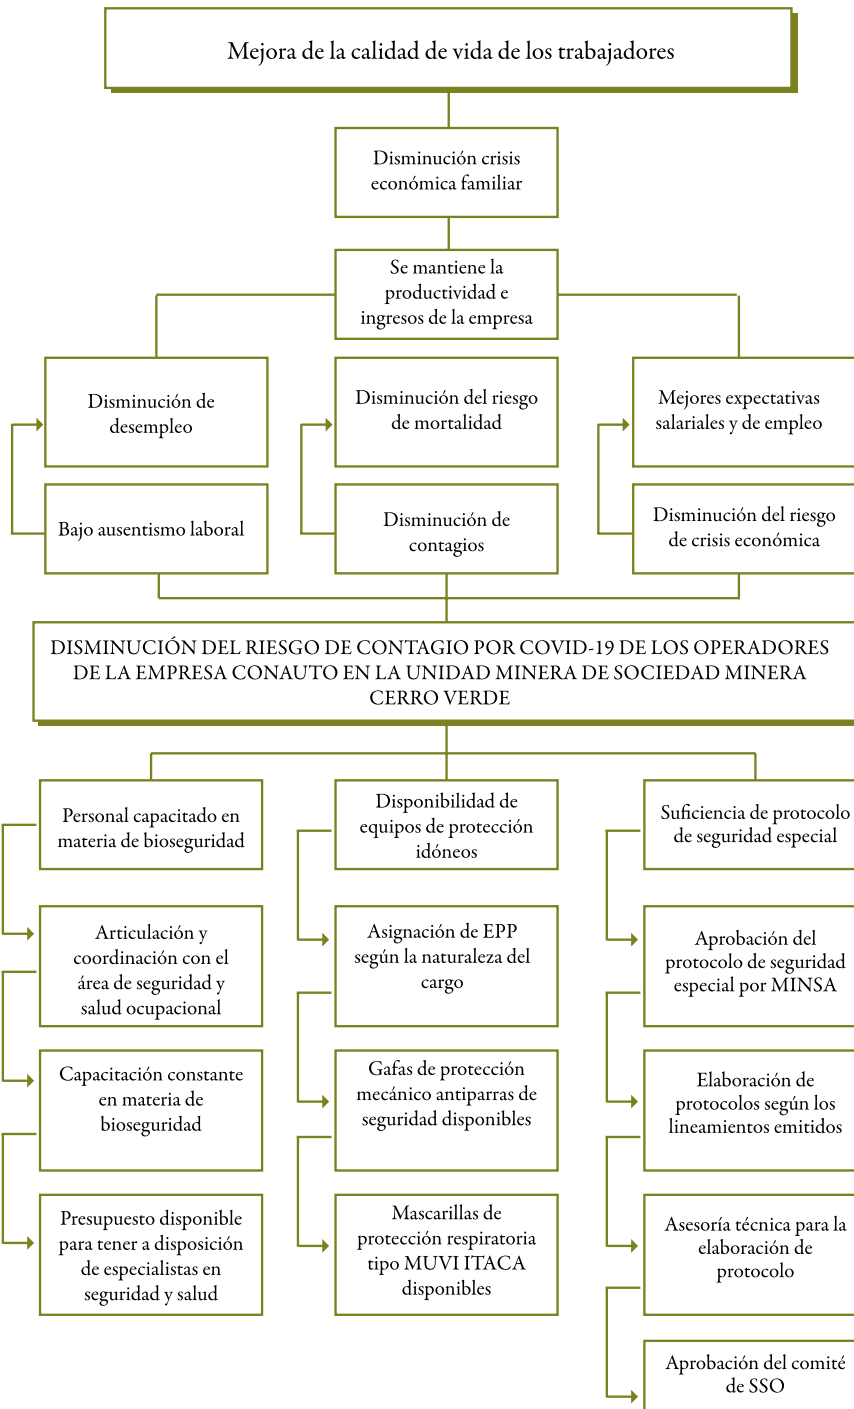 Mejora de la calidad de vida de los trabajadores
Disminución crisis
económica familiar
Se mantiene la
productividad e
ingresos de la empresa
Disminución de
desempleo
Disminución del riesgo
de mortalidad
Mejores expectativas
salariales y de empleo
Bajo ausentismo laboral
Disminución de
contagios
Disminución del riesgo
de crisis económica
DISMINUCIÓN DEL RIESGO DE CONTAGIO POR COVID-19 DE LOS OPERADORES
DE LA EMPRESA CONAUTO EN LA UNIDAD MINERA DE SOCIEDAD MINERA
CERRO VERDE
Personal capacitado en
materia de bioseguridad
Disponibilidad de
equipos de protección
idóneos
Suficiencia de protocolo
de seguridad especial
Articulación y
coordinación con el
área de seguridad y
salud ocupacional
Asignación de EPP
según la naturaleza del
cargo
Aprobación del
protocolo de seguridad
especial por MINSA
Capacitación constante
en materia de
bioseguridad
Gafas de protección
mecánico antiparras de
seguridad disponibles
Elaboración de
protocolos según los
lineamientos emitidos
Presupuesto disponible
para tener a disposición
de especialistas en
seguridad y salud
Mascarillas de
protección respiratoria
tipo MUVI ITACA
disponibles
Asesoría técnica para la
elaboración de
protocolo
Aprobación del comité
de SSO